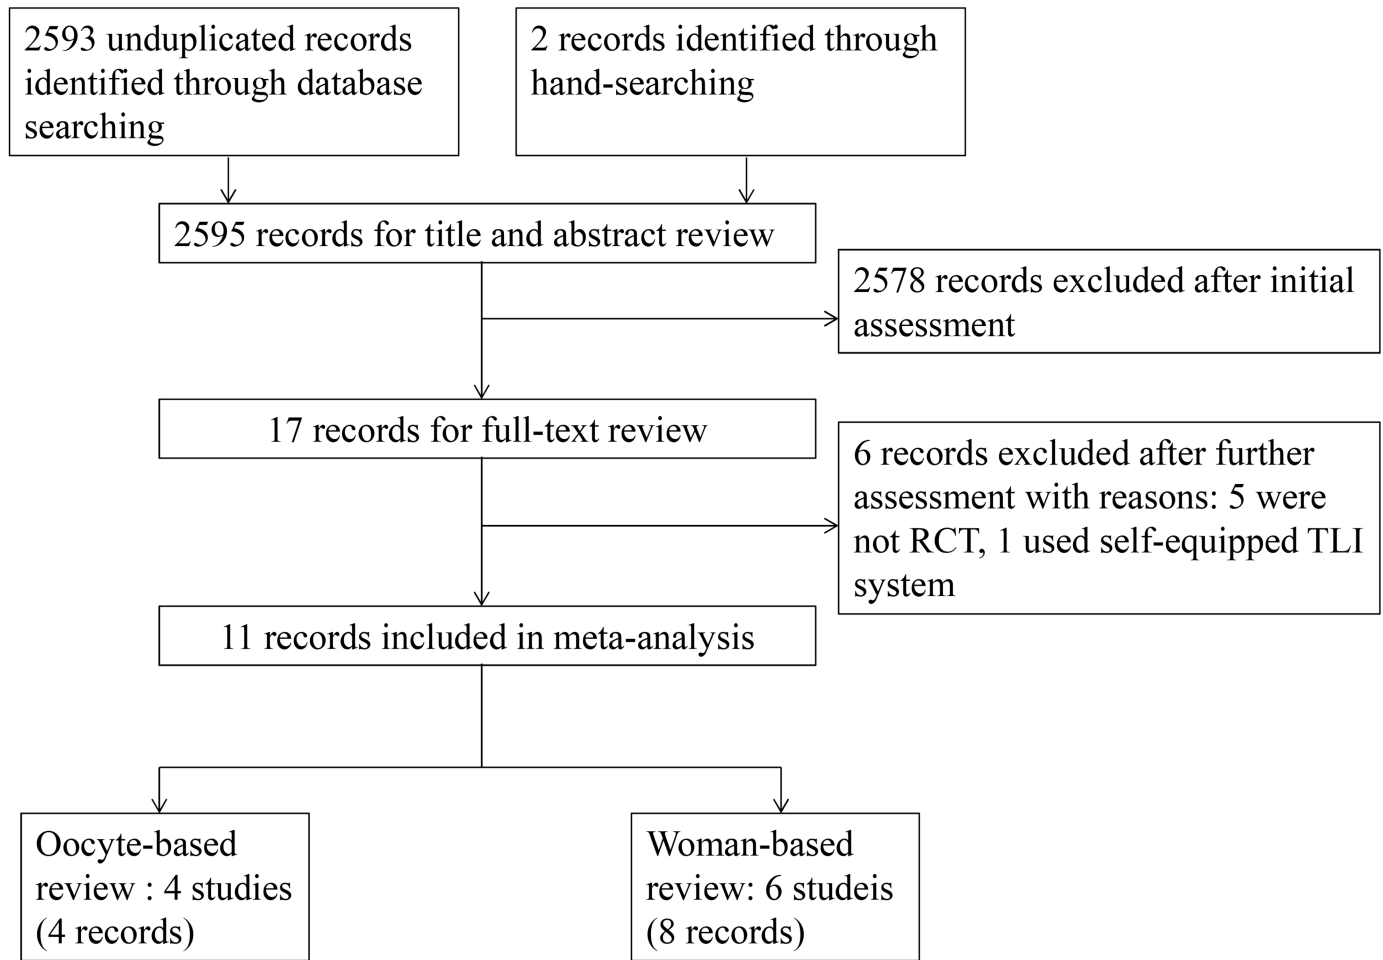 2593 unduplicated records
identified through database
searching
2 records identified through
hand-searching
2595 records for title and abstract review
2578 records excluded after initial
assessment
17 records for full-text review
6 records excluded after further
assessment with reasons: 5 were
not RCT, 1 used self-equipped TLI
system
11 records included in meta-analysis
Oocyte-based
review : 4 studies
(4 records)
Woman-based
review: 6 studeis
(8 records)